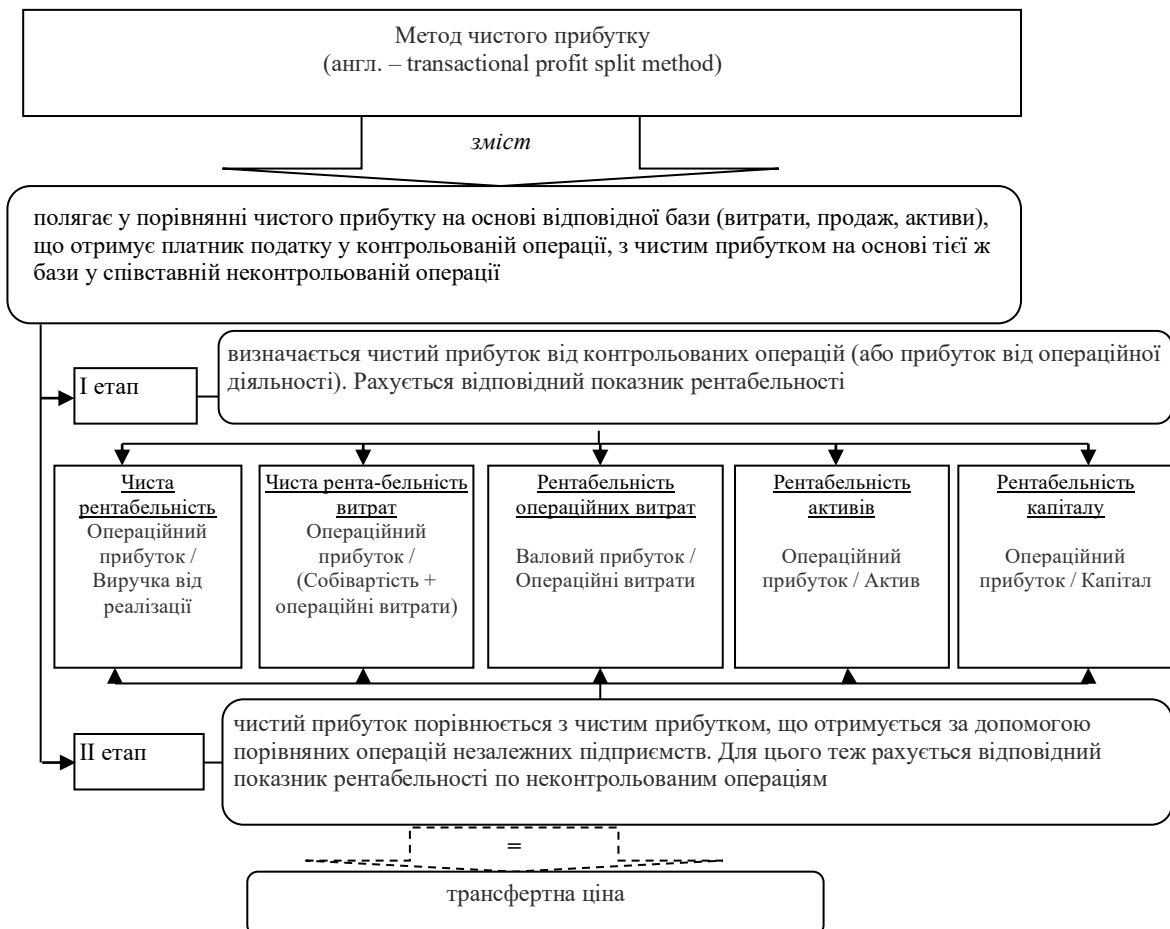 Метод чистого прибутку
(англ. – transactional profit split method)
зміст
полягає у порівнянні чистого прибутку на основі відповідної бази (витрати, продаж, активи),
що отримує платник податку у контрольованій операції, з чистим прибутком на основі тієї ж
бази у співставній неконтрольованій операції
І етап
визначається чистий прибуток від контрольованих операцій (або прибуток від операційної
діяльності). Рахується відповідний показник рентабельності
Чиста
рентабельність
Операційний
прибуток /
Виручка від
реалізації
Чиста рента-бельність
витрат
Операційний
прибуток /
(Собівартість +
операційні витрати)
Рентабельність
операційних витрат
Валовий прибуток /
Операційні витрати
Рентабельність
активів
Операційний
прибуток / Актив
Рентабельність
капіталу
Операційний
прибуток / Капітал
ІІ етап
чистий прибуток порівнюється з чистим прибутком, що отримується за допомогою
порівняних операцій незалежних підприємств. Для цього теж рахується відповідний
показник рентабельності по неконтрольованим операціям
=
трансфертна ціна